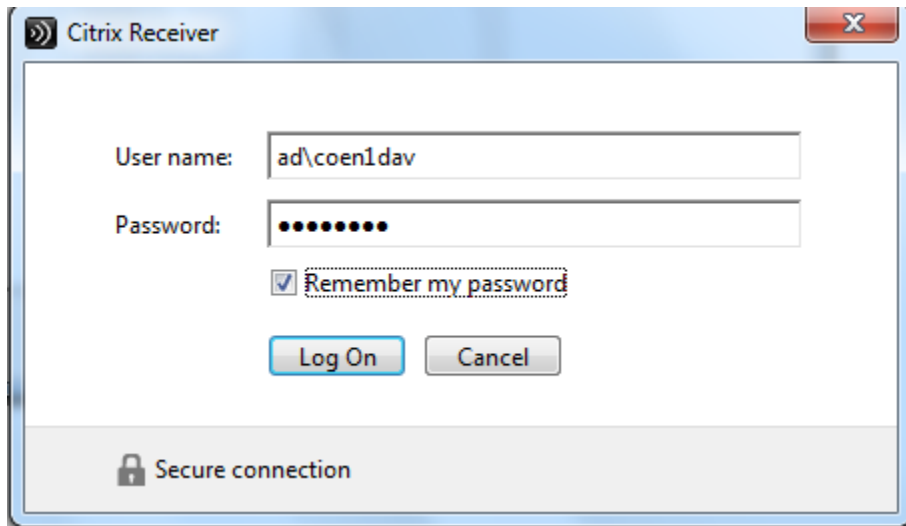 Citrix Receiver
User name: ad\coen1dav
Password: ●●●●●●●●
Remember my password
Log On Cancel
Secure connection